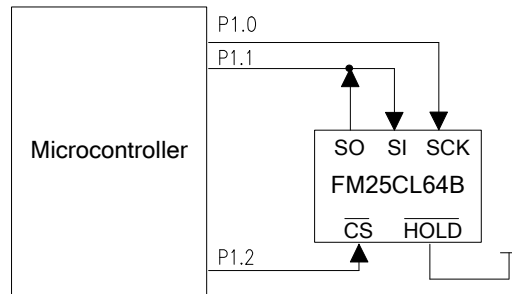 P1.0
P1.1
Microcontroller
SO SI SCK
FM25CL64B
CS HOLD
P1.2